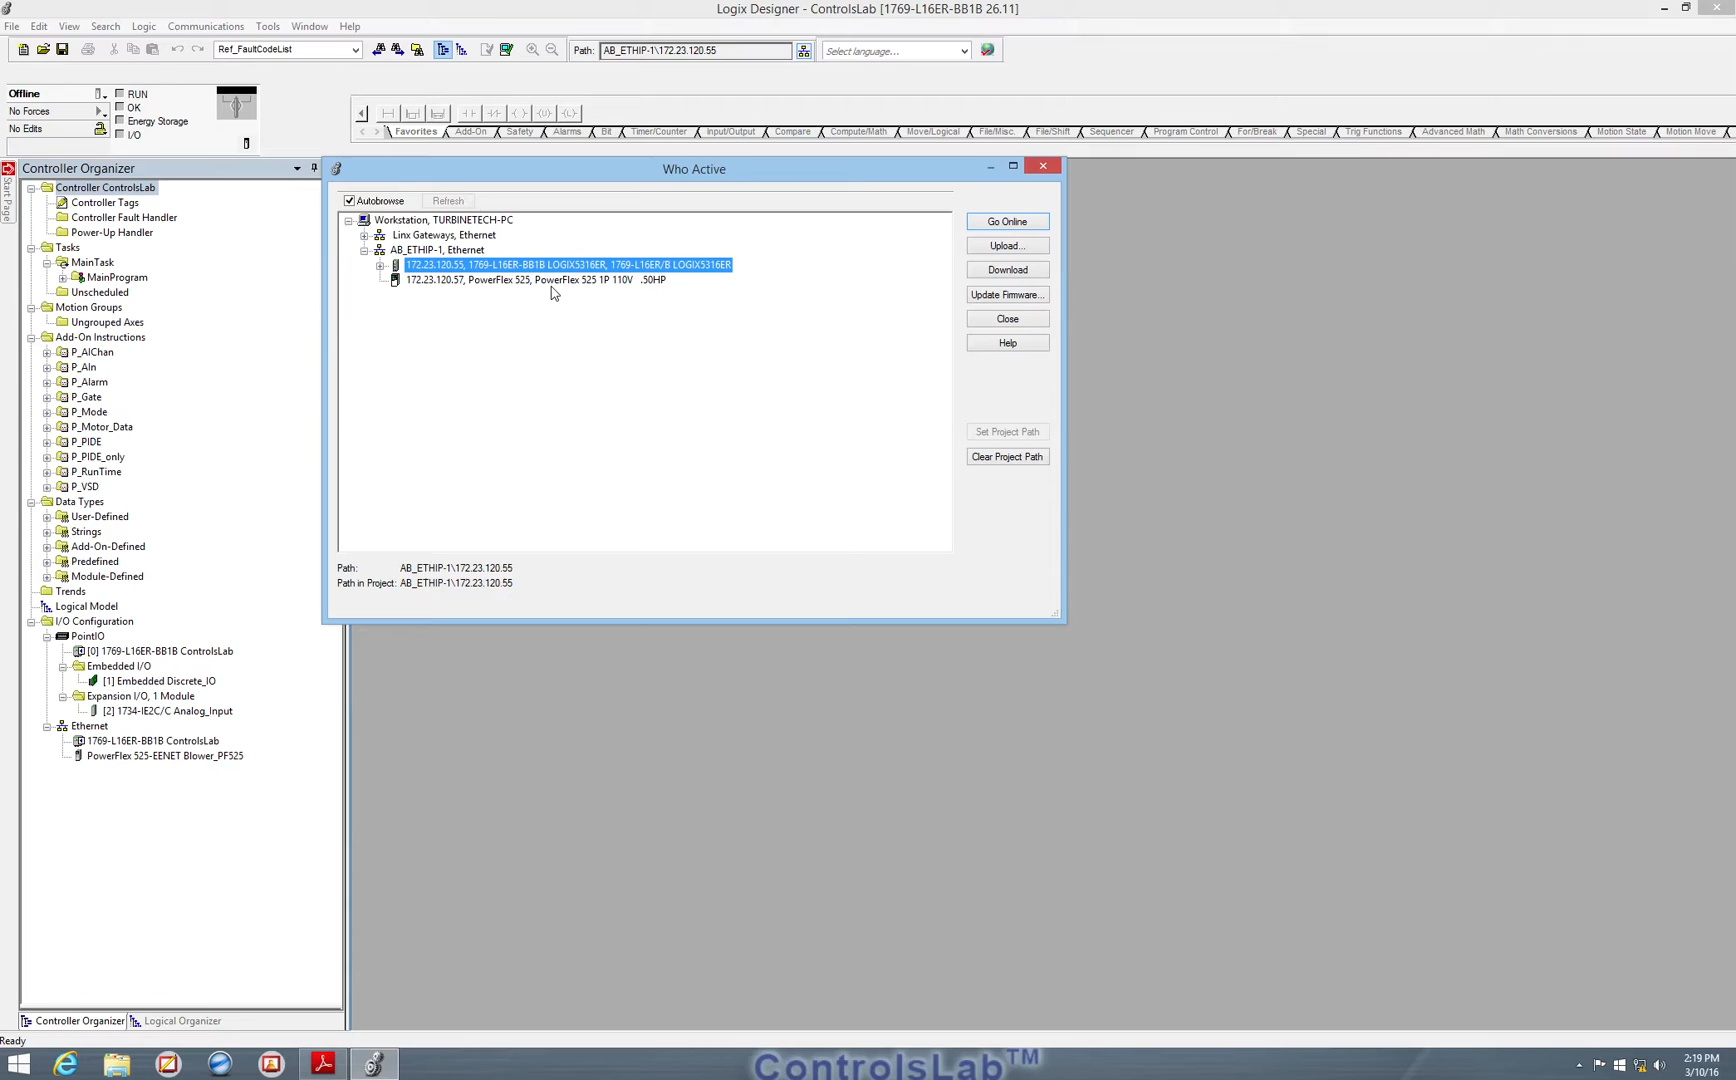 Logix Designer - ControlsLab [1769-L16ER-BB1B 26.11]
File Edit View Search Logic Communications Tools Window Help
Ref_FaultCodeList
Path: AB_ETHIP-1\172.23.120.55
Select language...
Offline
RUN
No Forces
OK
Energy Storage
No Edits
I/O
Favorites Add-On Safety Alarms Bit Timer/Counter Input/Output Compare Compute/Math Move/Logical File/Misc. File/Shift Sequencer Program Control For/Break Special Trig Functions Advanced Math Math Conversions Motion State Motion Move
Start Page
Controller Organizer
Controller ControlsLab
Controller Tags
Controller Fault Handler
Power-Up Handler
Tasks
MainTask
MainProgram
Unscheduled
Motion Groups
Ungrouped Axes
Add-On Instructions
P_AIChan
P_AIn
P_Alarm
P_Gate
P_Mode
P_Motor_Data
P_PIDE
P_PIDE_only
P_RunTime
P_VSD
Data Types
User-Defined
Strings
Add-On-Defined
Predefined
Module-Defined
Trends
Logical Model
I/O Configuration
PointIO
[0] 1769-L16ER-BB1B ControlsLab
Embedded I/O
[1] Embedded Discrete_IO
Expansion I/O, 1 Module
[2] 1734-IE2C/C Analog_Input
Ethernet
1769-L16ER-BB1B ControlsLab
PowerFlex 525-EENET Blower_PF525
Controller Organizer Logical Organizer
Who Active
Autobrowse Refresh
Workstation, TURBINETECH-PC
Linx Gateways, Ethernet
AB_ETHIP-1, Ethernet
172.23.120.55, 1769-L16ER-BB1B LOGIX5316ER, 1769-L16ER/B LOGIX5316ER
172.23.120.57, PowerFlex 525, PowerFlex 525 1P 110V .50HP
Go Online
Upload...
Download
Update Firmware...
Close
Help
Set Project Path
Clear Project Path
Path: AB_ETHIP-1\172.23.120.55
Path in Project: AB_ETHIP-1\172.23.120.55
Ready
ControlsLab™
2:19 PM
3/10/16